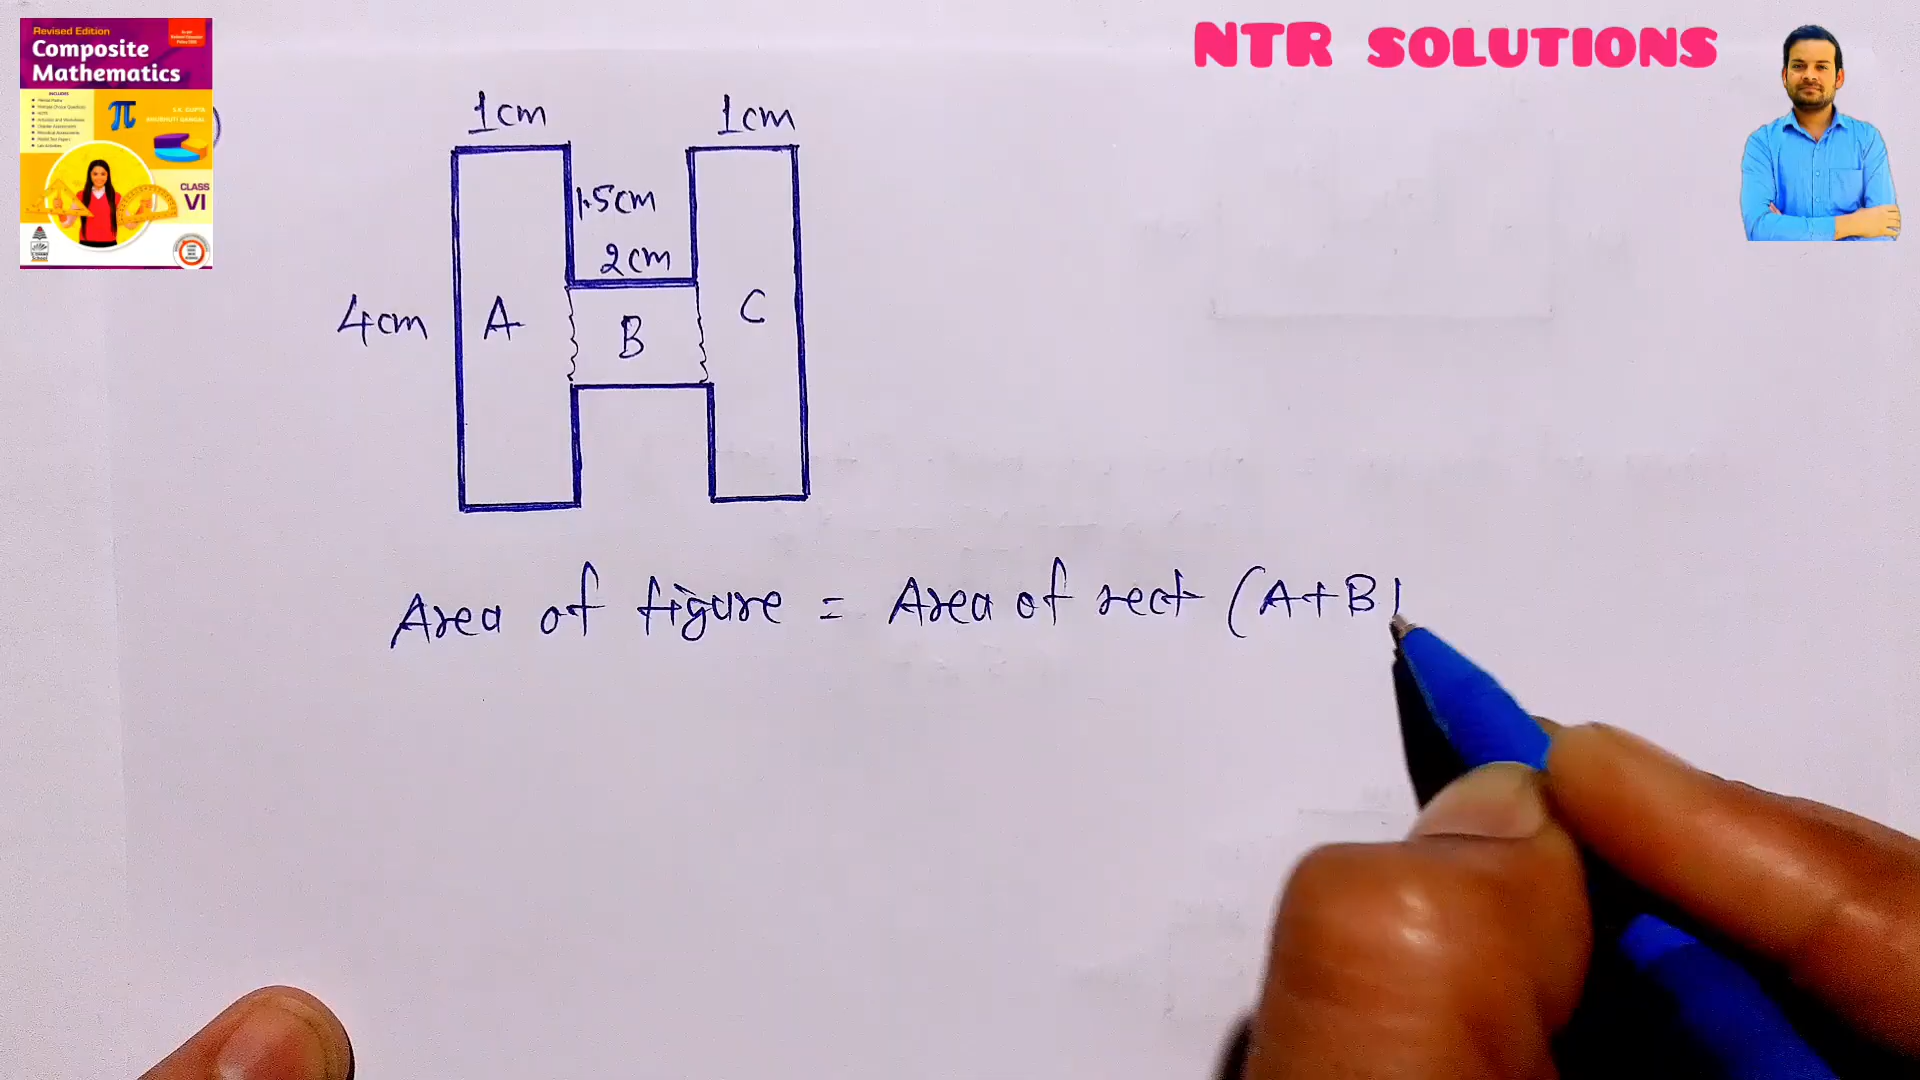 Revised Edition
Composite
Mathematics
INCLUDES
CLASS
VI
NTR SOLUTIONS
1cm
1cm
1.5cm
2cm
4cm
A
B
C
Area of figure = Area of rect (A+B